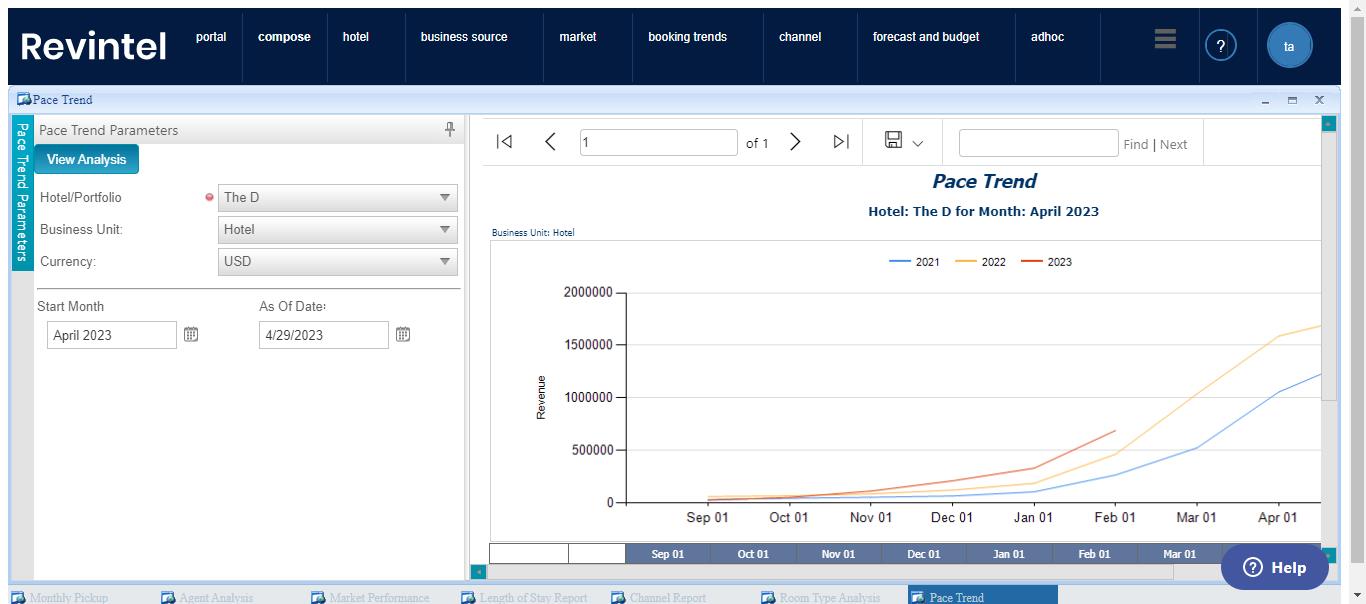 Revintel
portal compose hotel business source market booking trends channel forecast and budget adhoc ? ta
Pace Trend
Pace Trend Parameters
Pace Trend Parameters
View Analysis
Hotel/Portfolio The D
Business Unit: Hotel
Currency: USD
Start Month As Of Date:
April 2023 4/29/2023
1 of 1 Find | Next
Pace Trend
Hotel: The D for Month: April 2023
Business Unit: Hotel
2021 2022 2023
Revenue
2000000
1500000
1000000
500000
0
Sep 01 Oct 01 Nov 01 Dec 01 Jan 01 Feb 01 Mar 01 Apr 01
Sep 01 Oct 01 Nov 01 Dec 01 Jan 01 Feb 01 Mar 01
? Help
Monthly Pickup Agent Analysis Market Performance Length of Stay Report Channel Report Room Type Analysis Pace Trend